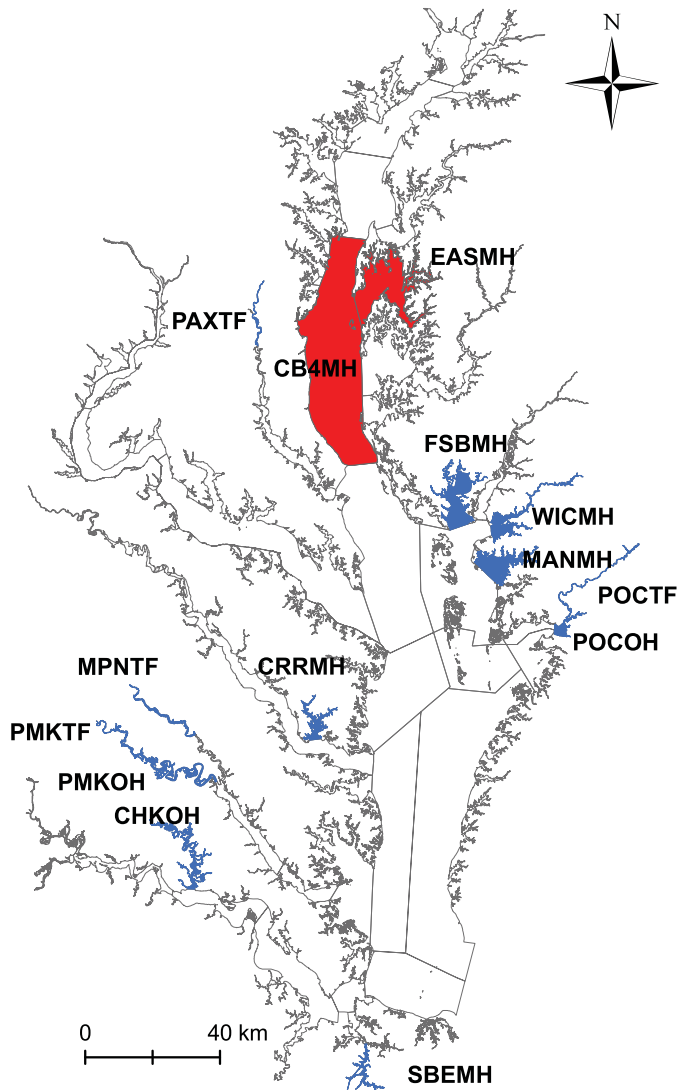 N
EASMH
PAXTF
CB4MH
FSBMH
WICMH
MANMH
POCTF
POCOH
CRRMH
MPNTF
PMKTF
PMKOH
CHKOH
0 40 km
SBEMH